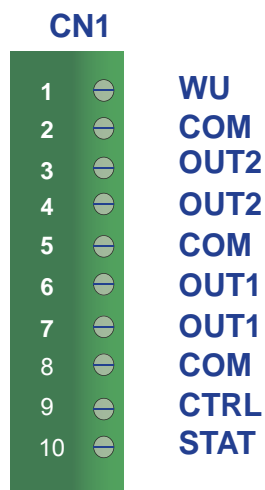 CN1
1 WU
2 COM
3 OUT2
4 OUT2
5 COM
6 OUT1
7 OUT1
8 COM
9 CTRL
10 STAT